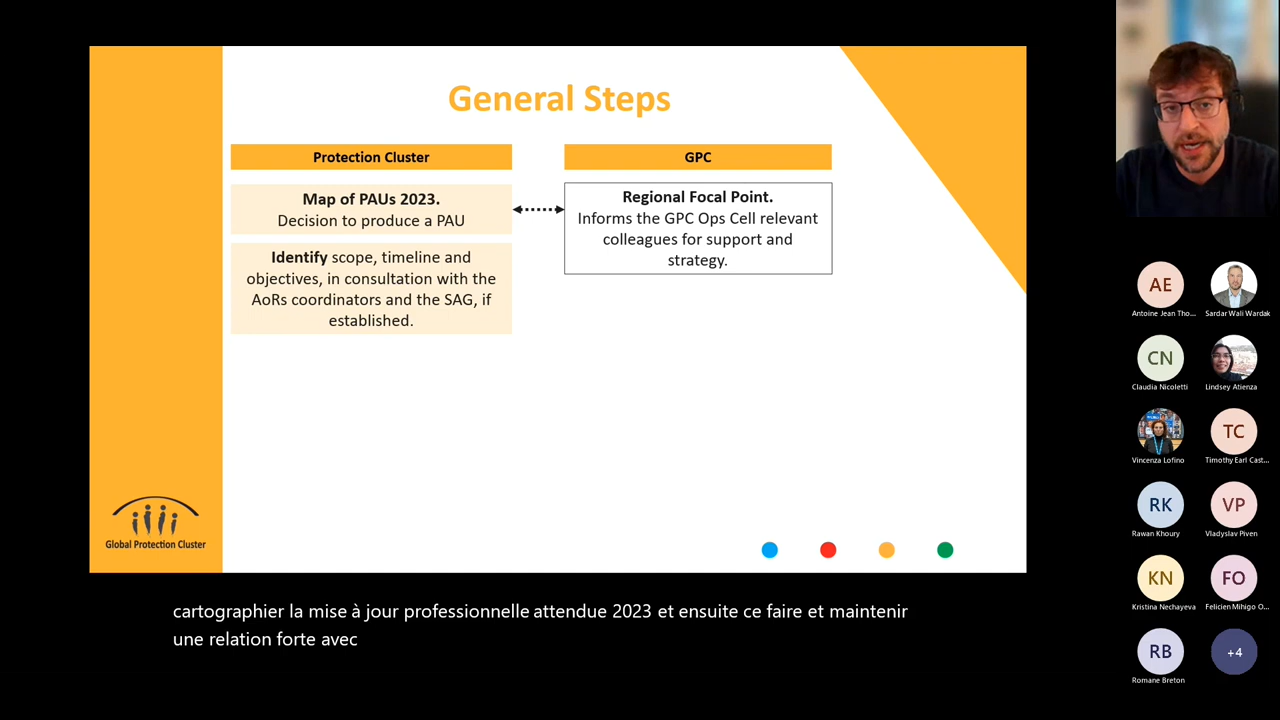 General Steps
Protection Cluster
GPC
Map of PAUs 2023.
Decision to produce a PAU
Regional Focal Point.
Informs the GPC Ops Cell relevant
colleagues for support and
strategy.
Identify scope, timeline and
objectives, in consultation with the
AoRs coordinators and the SAG, if
established.
Global Protection Cluster
cartographier la mise à jour professionnelle attendue 2023 et ensuite ce faire et maintenir
une relation forte avec
AE
Antoine Jean Tho...
Sardar Wali Wardak
CN
Claudia Nicoletti
Lindsey Atienza
Vincenza Lofino
TC
Timothy Earl Cast...
RK
Rawan Khoury
VP
Vladyslav Piven
KN
Kristina Nechayeva
FO
Felicien Mihigo O...
RB
Romane Breton
+4